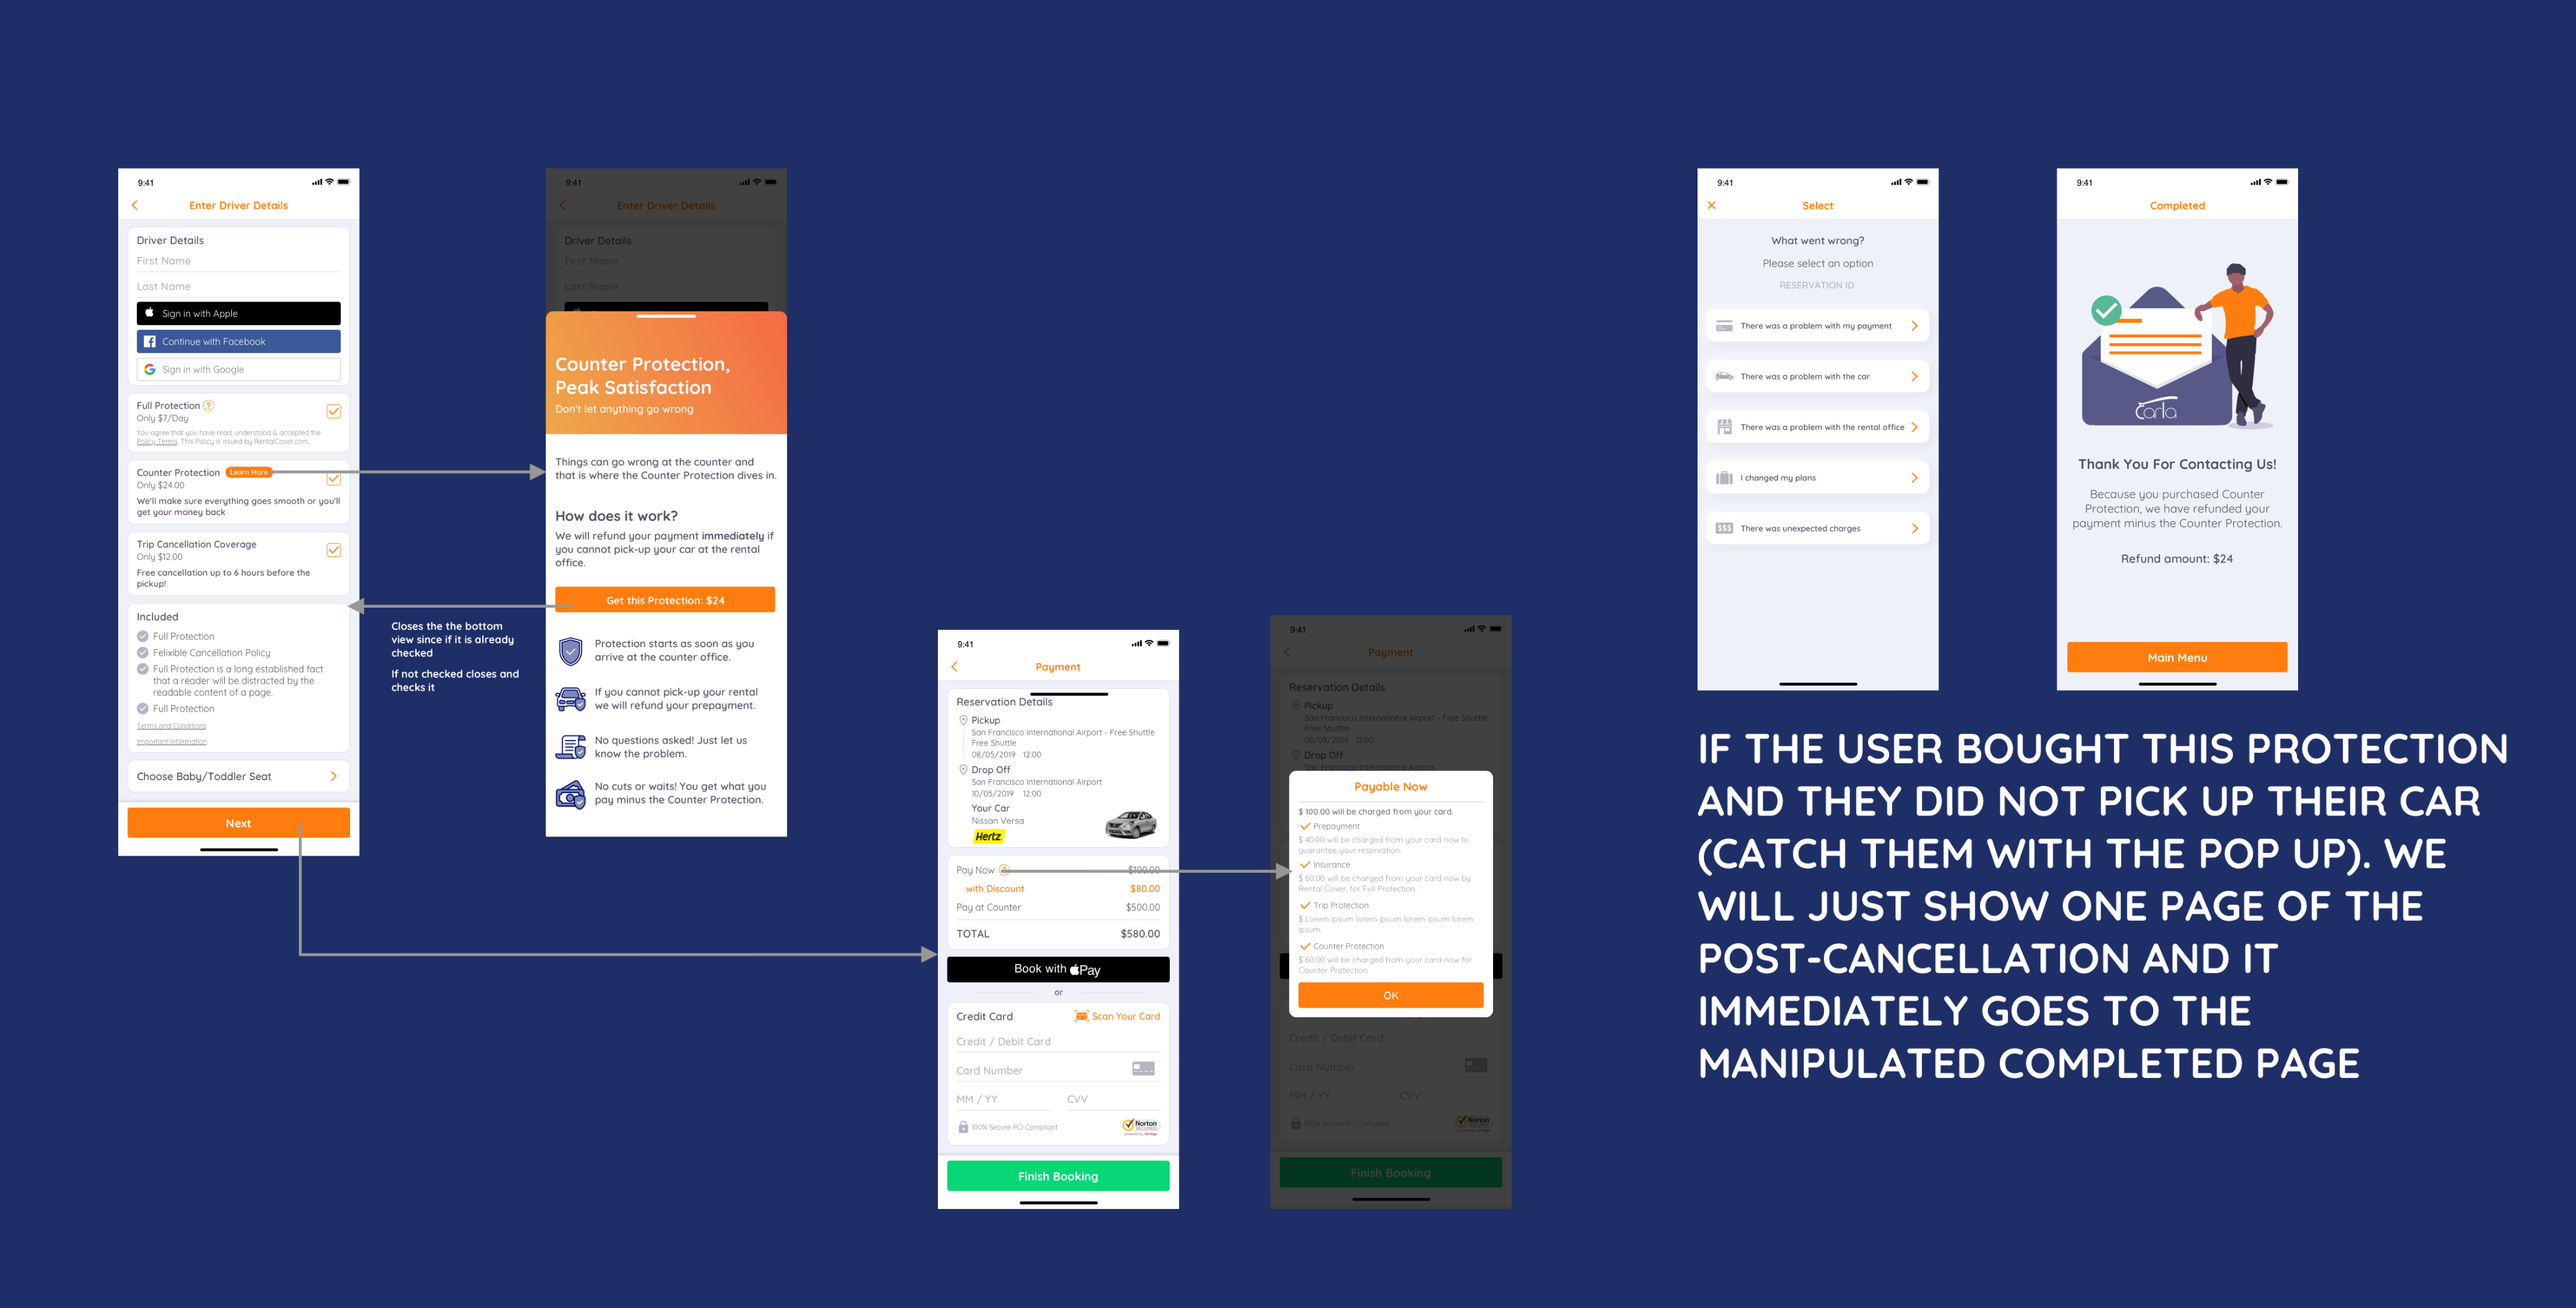 9:41
Enter Driver Details
Driver Details
First Name
Last Name
Sign in with Apple
Continue with Facebook
Sign in with Google
Full Protection ?
Only $7/Day
You agree that you have read, understood & accepted the
Policy Terms. This Policy is issued by RentalCover.com.
Counter Protection Learn More
Only $24.00
We'll make sure everything goes smooth or you'll
get your money back
Trip Cancellation Coverage
Only $12.00
Free cancellation up to 6 hours before the
pickup!
Included
Full Protection
Felixible Cancellation Policy
Full Protection is a long established fact
that a reader will be distracted by the
readable content of a page.
Full Protection
Terms and Conditions
Important Information
Choose Baby/Toddler Seat
Next
Closes the the bottom
view since if it is already
checked
If not checked closes and
checks it
9:41
Enter Driver Details
Driver Details
First Name
Last Name
Counter Protection,
Peak Satisfaction
Don't let anything go wrong
Things can go wrong at the counter and
that is where the Counter Protection dives in.
How does it work?
We will refund your payment immediately if
you cannot pick-up your car at the rental
office.
Get this Protection: $24
Protection starts as soon as you
arrive at the counter office.
If you cannot pick-up your rental
we will refund your prepayment.
No questions asked! Just let us
know the problem.
No cuts or waits! You get what you
pay minus the Counter Protection.
9:41
Payment
Reservation Details
Pickup
San Francisco International Airport - Free Shuttle
Free Shuttle
08/05/2019 12:00
Drop Off
San Francisco International Airport
10/05/2019 12:00
Your Car
Nissan Versa
Hertz
Pay Now $100.00
with Discount $80.00
Pay at Counter $500.00
TOTAL $580.00
Book with Pay
or
Credit Card Scan Your Card
Credit / Debit Card
Card Number
MM / YY CVV
100% Secure PCI Compliant Norton
SECURED
powered by VeriSign
Finish Booking
9:41
Payment
Reservation Details
Pickup
San Francisco International Airport - Free Shuttle
Free Shuttle
08/05/2019 12:00
Drop Off
San Francisco International Airport
Payable Now
$ 100.00 will be charged from your card.
Prepayment
$ 40.00 will be charged from your card now to
guarantee your reservation.
Insurance
$ 60.00 will be charged from your card now by
Rental Cover, for Full Protection.
Trip Protection
$ Lorem ipsum lorem ipsum lorem ipsum lorem
ipsum.
Counter Protection
$ 60.00 will be charged from your card now for
Counter Protection
OK
Credit / Debit Card
Card Number
MM / YY CVV
100% Secure PCI Compliant Norton
Finish Booking
9:41
Select
What went wrong?
Please select an option
RESERVATION ID
There was a problem with my payment
There was a problem with the car
There was a problem with the rental office
I changed my plans
$$$ There was unexpected charges
9:41
Completed
Carla
Thank You For Contacting Us!
Because you purchased Counter
Protection, we have refunded your
payment minus the Counter Protection.
Refund amount: $24
Main Menu
IF THE USER BOUGHT THIS PROTECTION
AND THEY DID NOT PICK UP THEIR CAR
(CATCH THEM WITH THE POP UP). WE
WILL JUST SHOW ONE PAGE OF THE
POST-CANCELLATION AND IT
IMMEDIATELY GOES TO THE
MANIPULATED COMPLETED PAGE